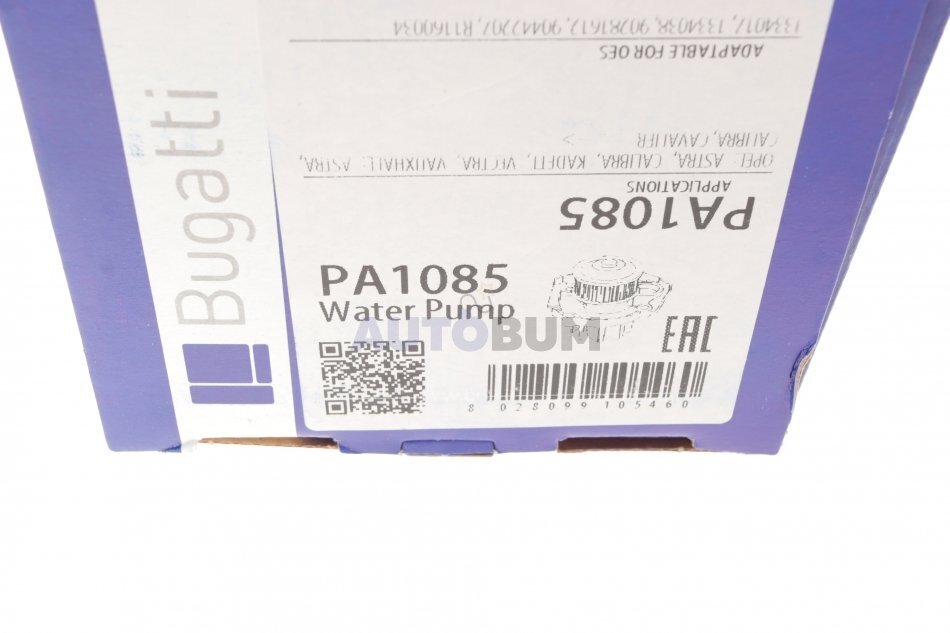 Bugatti
PA1085
Water Pump
AUTOBUM
EAC
8 028099 105460
PA1085
APPLICATIONS
OPEL: ASTRA, CALIBRA, KADETT, VECTRA, VAUXHALL: ASTRA,
CALIBRA, CAVALIER
>
ADAPTABLE FOR OES
1334017, 1334038, 90281612, 90442207, R1160034